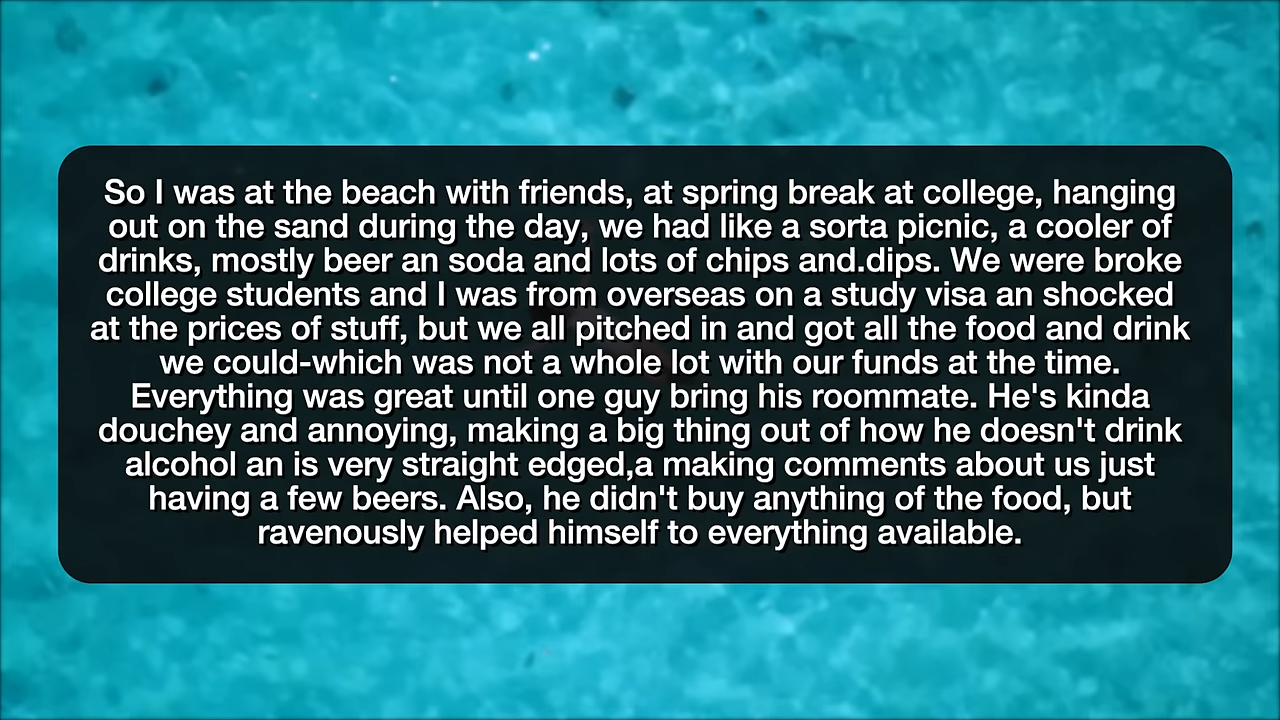 So I was at the beach with friends, at spring break at college, hanging
out on the sand during the day, we had like a sorta picnic, a cooler of
drinks, mostly beer an soda and lots of chips and.dips. We were broke
college students and I was from overseas on a study visa an shocked
at the prices of stuff, but we all pitched in and got all the food and drink
we could-which was not a whole lot with our funds at the time.
Everything was great until one guy bring his roommate. He's kinda
douchey and annoying, making a big thing out of how he doesn't drink
alcohol an is very straight edged,a making comments about us just
having a few beers. Also, he didn't buy anything of the food, but
ravenously helped himself to everything available.